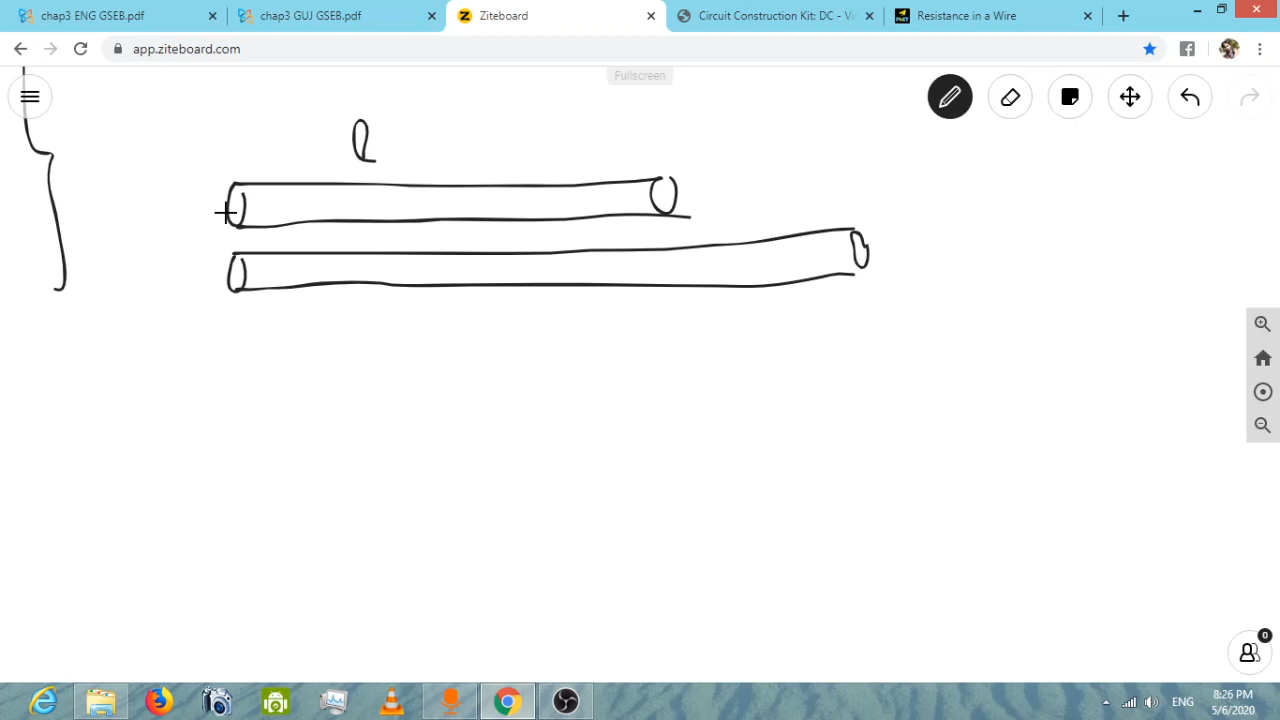 chap3 ENG GSEB.pdf
chap3 GUJ GSEB.pdf
Ziteboard
Circuit Construction Kit: DC - Vi
Resistance in a Wire
app.ziteboard.com
Fullscreen
l
0
ENG
8:26 PM
5/6/2020